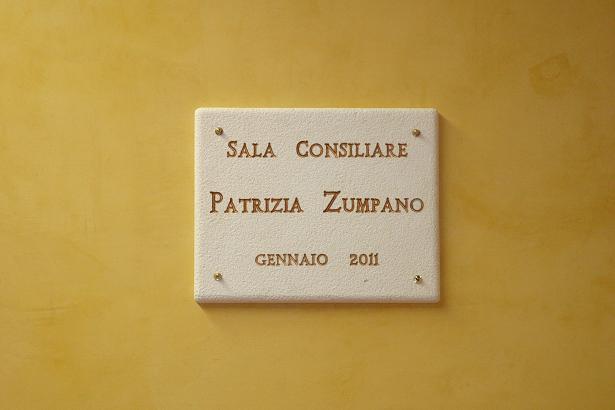 Sala Consiliare
Patrizia Zumpano
gennaio 2011